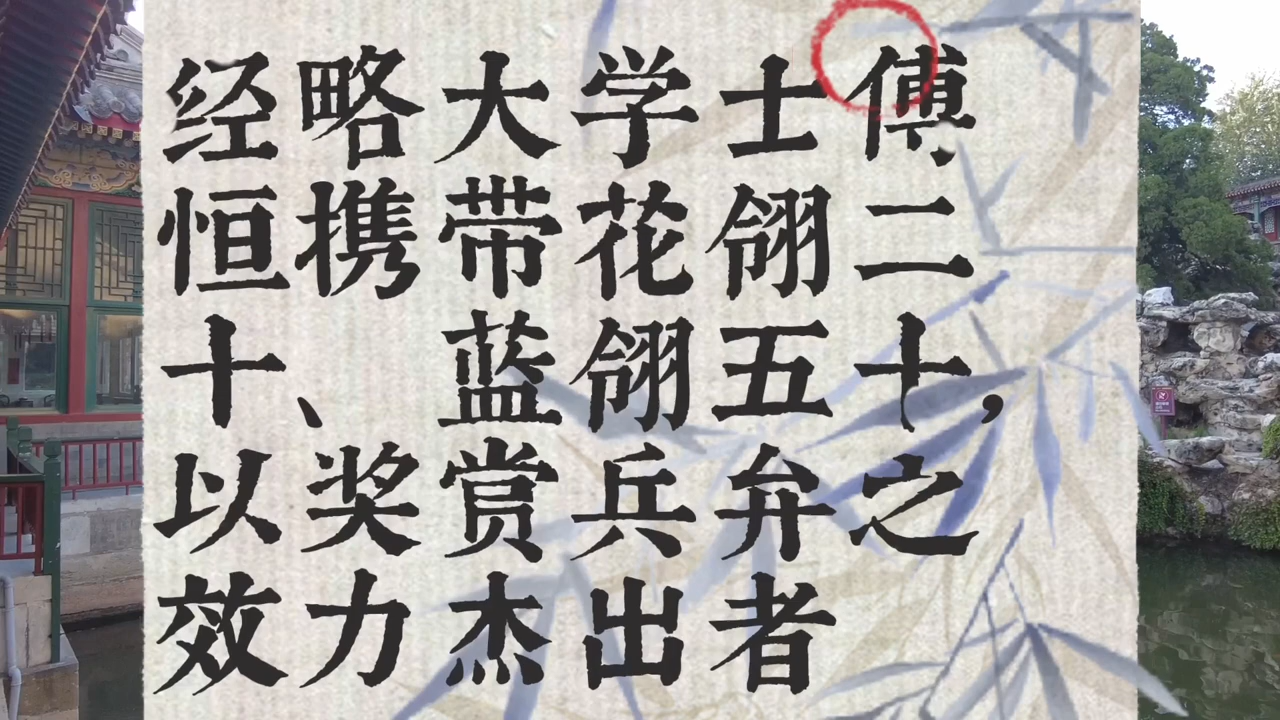 经略大学士傅
恒携大带花翎二
十、蓝翎五十,
以奖赏兵弁之
效力杰出者